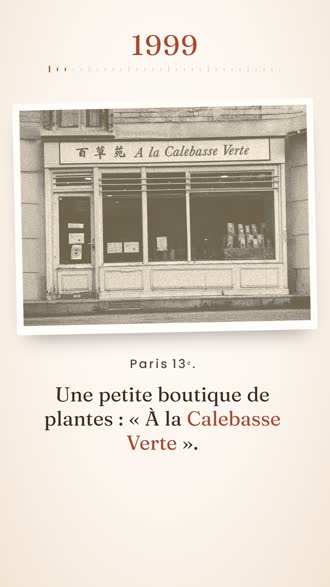 1999
百草苑 A la Calebasse Verte
Paris 13e.
Une petite boutique de
plantes : « À la Calebasse
Verte ».